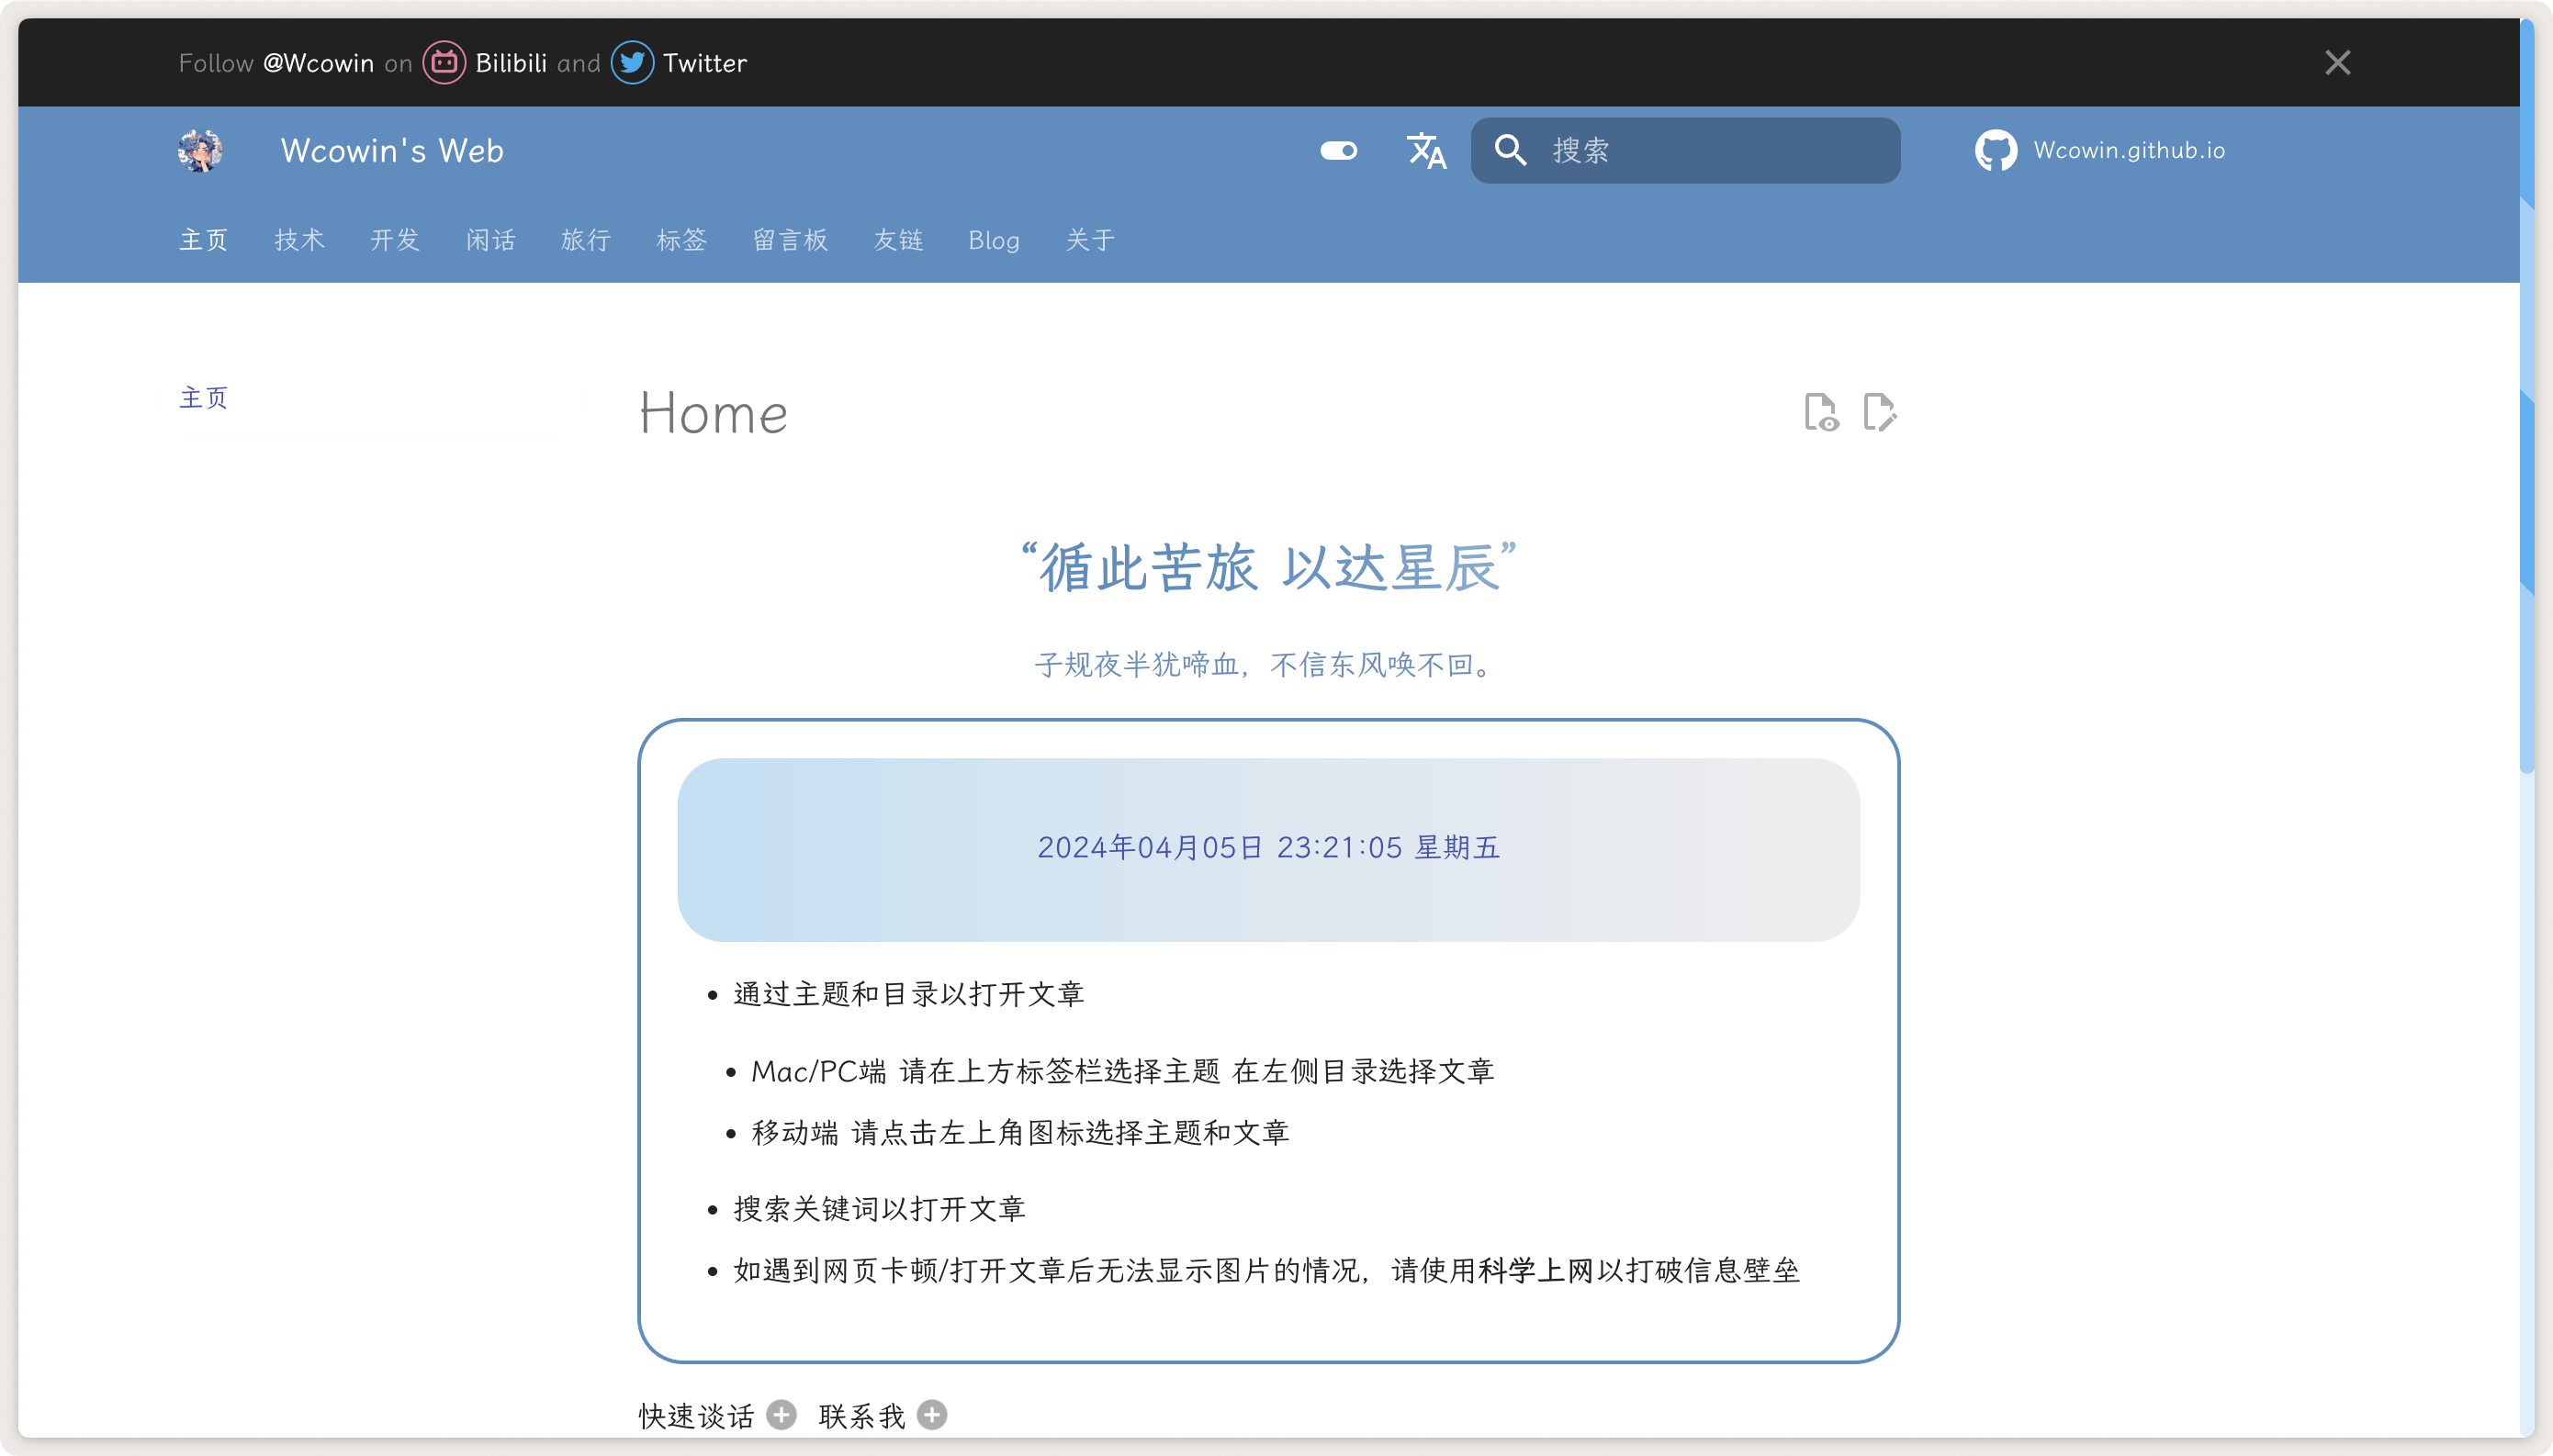 Follow @Wcowin on Bilibili and Twitter
Wcowin's Web
搜索
Wcowin.github.io
主页 技术 开发 闲话 旅行 标签 留言板 友链 Blog 关于
主页
Home
“循此苦旅 以达星辰”
子规夜半犹啼血，不信东风唤不回。
2024年04月05日 23:21:05 星期五
• 通过主题和目录以打开文章
• Mac/PC端 请在上方标签栏选择主题 在左侧目录选择文章
• 移动端 请点击左上角图标选择主题和文章
• 搜索关键词以打开文章
• 如遇到网页卡顿/打开文章后无法显示图片的情况，请使用科学上网以打破信息壁垒
快速谈话 联系我